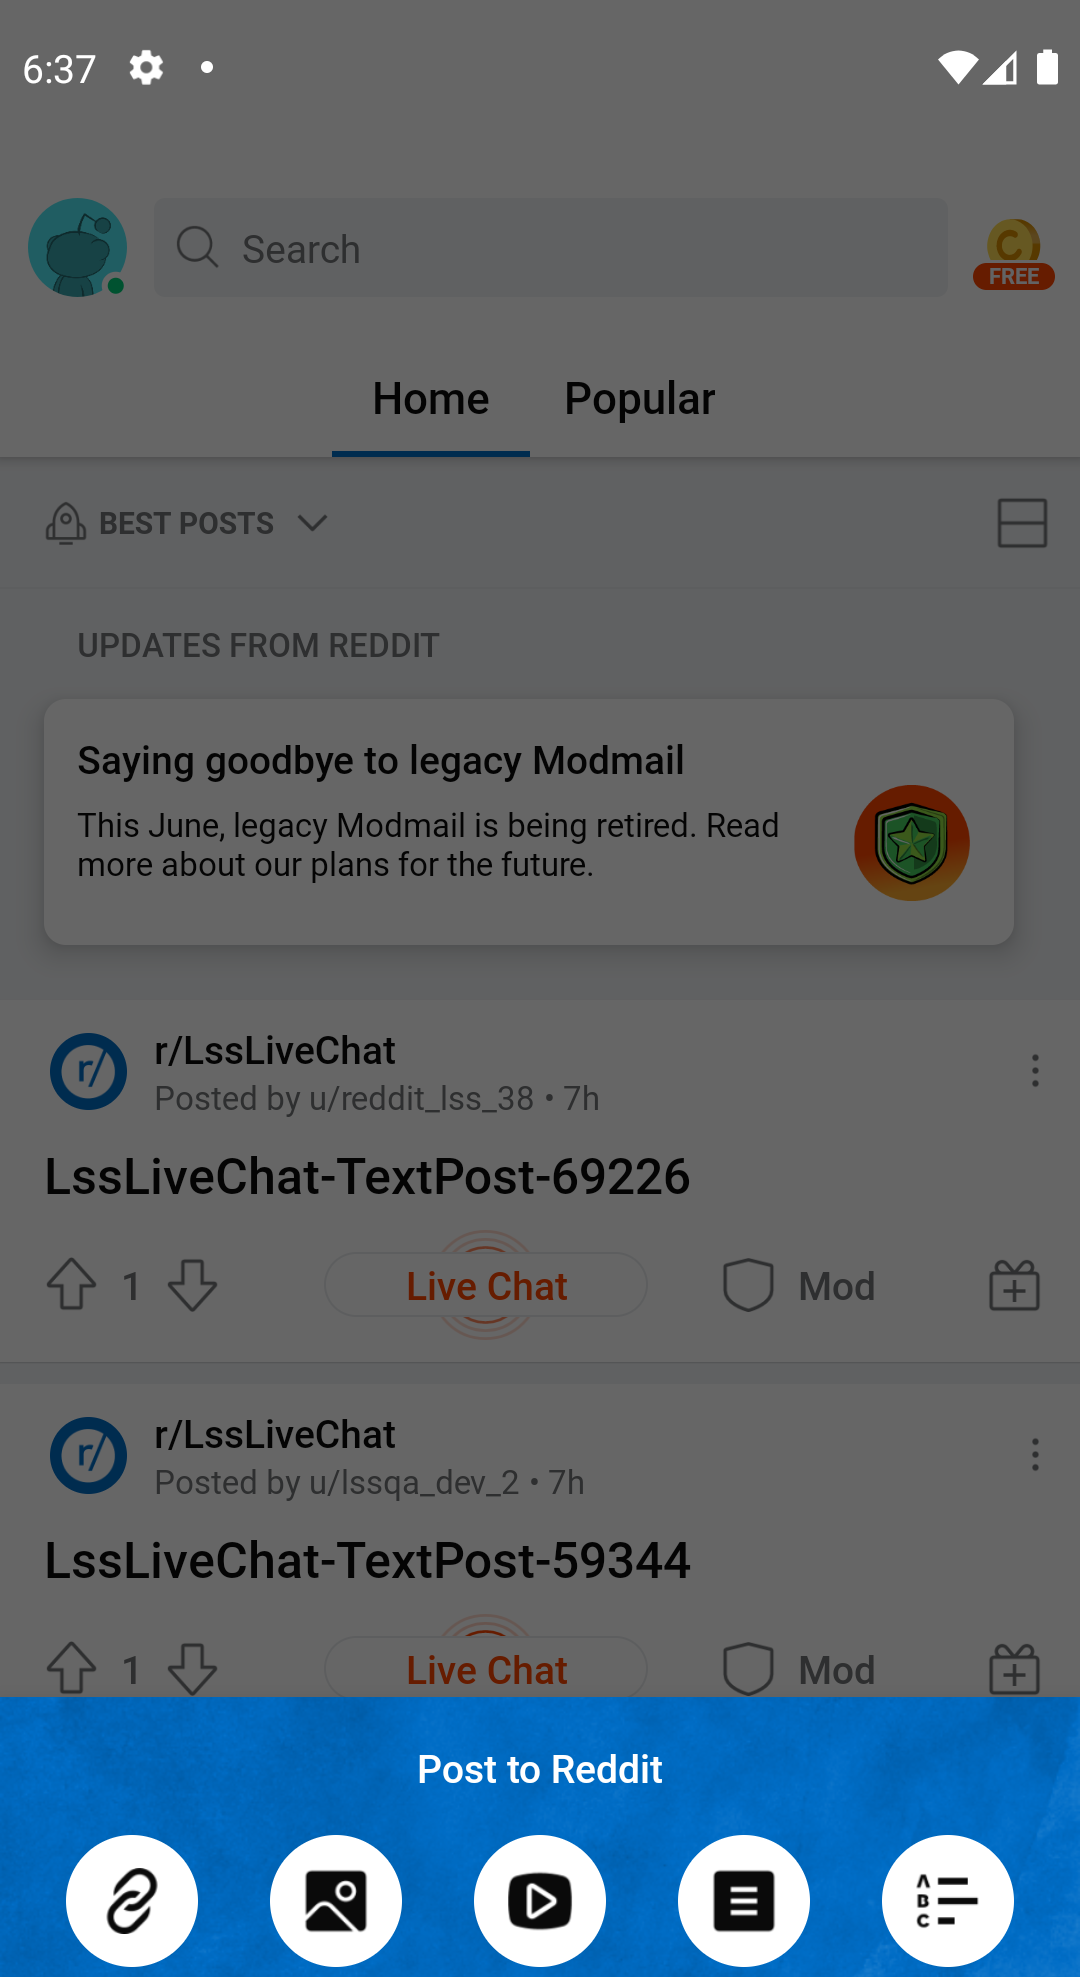 6:37
Search
FREE
Home Popular
BEST POSTS
UPDATES FROM REDDIT
Saying goodbye to legacy Modmail
This June, legacy Modmail is being retired. Read
more about our plans for the future.
r/
r/LssLiveChat
Posted by u/reddit_lss_38 • 7h
LssLiveChat-TextPost-69226
1 Live Chat Mod
r/
r/LssLiveChat
Posted by u/lssqa_dev_2 • 7h
LssLiveChat-TextPost-59344
1 Live Chat Mod
Post to Reddit
A
B
C